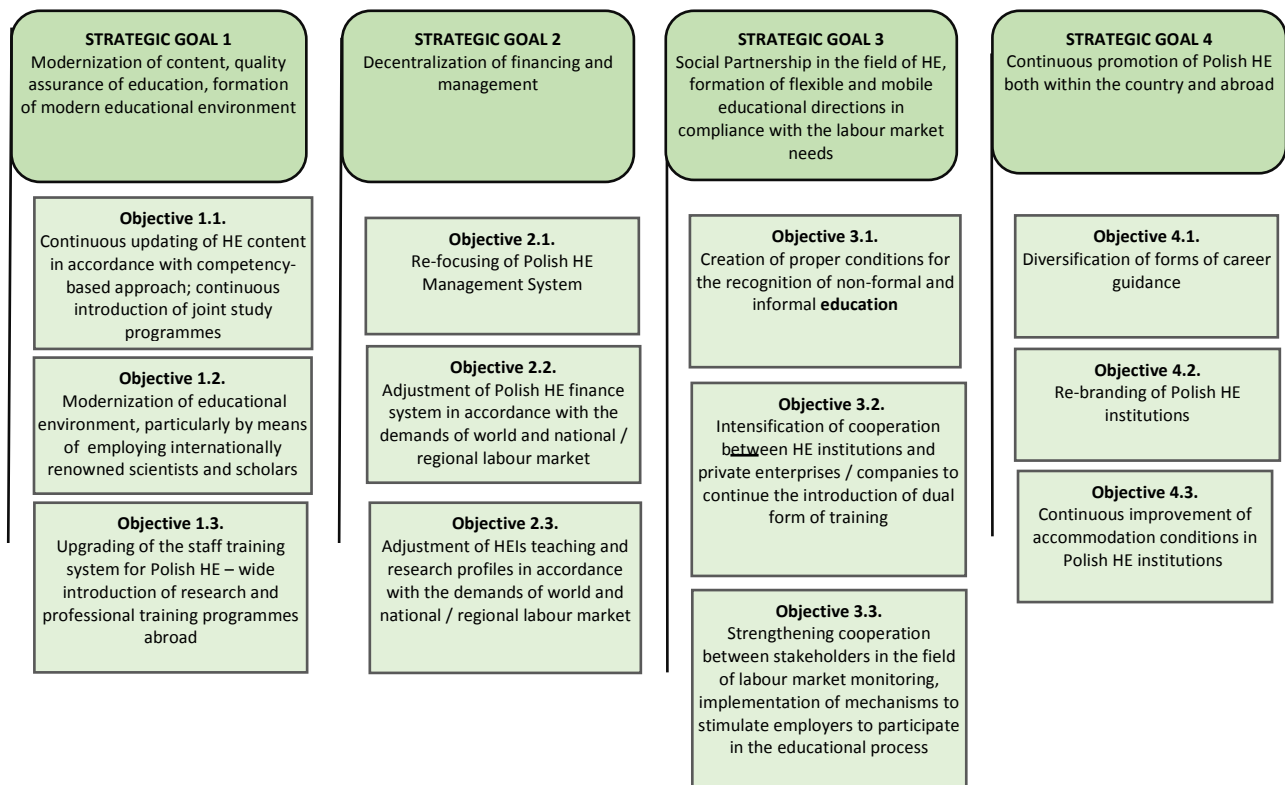 STRATEGIC GOAL 1
Modernization of content, quality
assurance of education, formation
of modern educational environment
Objective 1.1.
Continuous updating of HE content
in accordance with competency-
based approach; continuous
introduction of joint study
programmes
Objective 1.2.
Modernization of educational
environment, particularly by means
of employing internationally
renowned scientists and scholars
Objective 1.3.
Upgrading of the staff training
system for Polish HE – wide
introduction of research and
professional training programmes
abroad
STRATEGIC GOAL 2
Decentralization of financing and
management
Objective 2.1.
Re-focusing of Polish HE
Management System
Objective 2.2.
Adjustment of Polish HE finance
system in accordance with the
demands of world and national /
regional labour market
Objective 2.3.
Adjustment of HEIs teaching and
research profiles in accordance
with the demands of world and
national / regional labour market
STRATEGIC GOAL 3
Social Partnership in the field of HE,
formation of flexible and mobile
educational directions in
compliance with the labour market
needs
Objective 3.1.
Creation of proper conditions for
the recognition of non-formal and
informal education
Objective 3.2.
Intensification of cooperation
between HE institutions and
private enterprises / companies to
continue the introduction of dual
form of training
Objective 3.3.
Strengthening cooperation
between stakeholders in the field
of labour market monitoring,
implementation of mechanisms to
stimulate employers to participate
in the educational process
STRATEGIC GOAL 4
Continuous promotion of Polish HE
both within the country and abroad
Objective 4.1.
Diversification of forms of career
guidance
Objective 4.2.
Re-branding of Polish HE
institutions
Objective 4.3.
Continuous improvement of
accommodation conditions in
Polish HE institutions